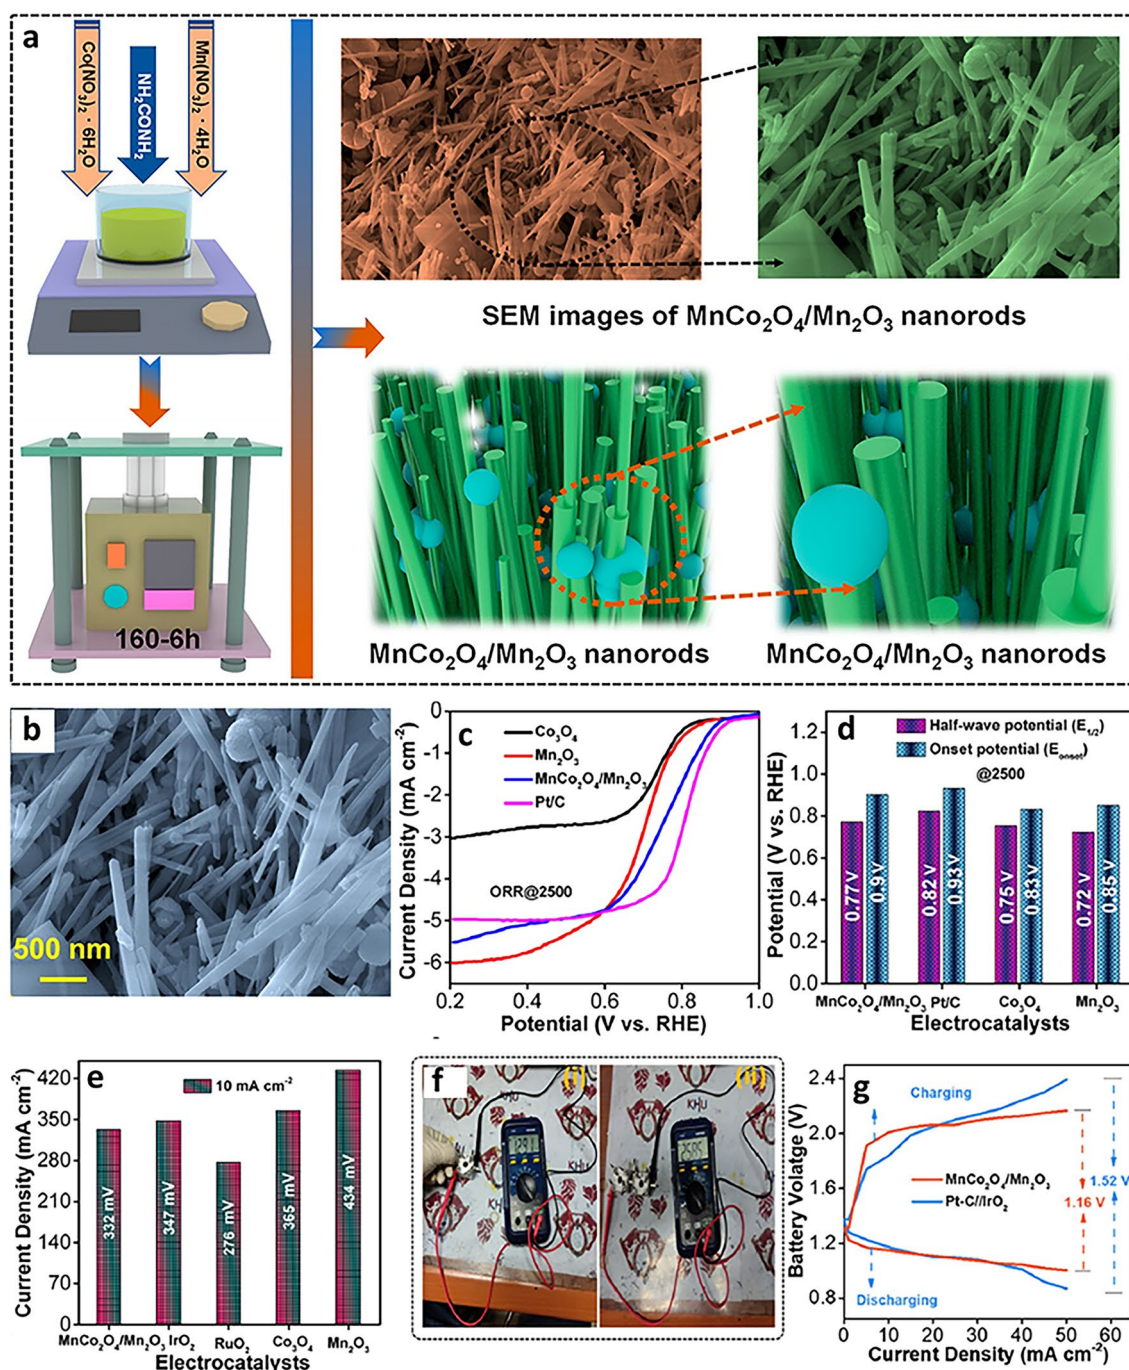 a
Co(NO₃)₂ · 6H₂O
NH₂CONH₂
Mn(NO₃)₂ · 4H₂O
160-6h
SEM images of MnCo₂O₄/Mn₂O₃ nanorods
MnCo₂O₄/Mn₂O₃ nanorods
MnCo₂O₄/Mn₂O₃ nanorods
b
500 nm
c
Current Density (mA cm⁻²)
0
-1
-2
-3
-4
-5
-6
Co₃O₄
Mn₂O₃
MnCo₂O₄/Mn₂O₃
Pt/C
ORR@2500
0.2
0.4
0.6
0.8
1.0
Potential (V vs. RHE)
d
Potential (V vs. RHE)
1.2
1.0
0.8
0.6
0.4
0.2
0.0
Half-wave potential (E₁/₂)
Onset potential (Eₒₙₛₑₜ)
@2500
0.77 V
0.9 V
0.82 V
0.93 V
0.75 V
0.83 V
0.72 V
0.85 V
MnCo₂O₄/Mn₂O₃ Pt/C
Co₃O₄
Mn₂O₃
Electrocatalysts
e
Current Density (mA cm⁻²)
420
350
280
210
140
70
0
10 mA cm⁻²
332 mV
347 mV
276 mV
365 mV
434 mV
MnCo₂O₄/Mn₂O₃ IrO₂
RuO₂
Co₃O₄
Mn₂O₃
Electrocatalysts
f
(i)
(ii)
KHU
KHU
g
Battery Volatge (V)
2.4
2.0
1.6
1.2
0.8
Charging
MnCo₂O₄/Mn₂O₃
Pt-C//IrO₂
1.52 V
1.16 V
Discharging
0
10
20
30
40
50
60
Current Density (mA cm⁻²)